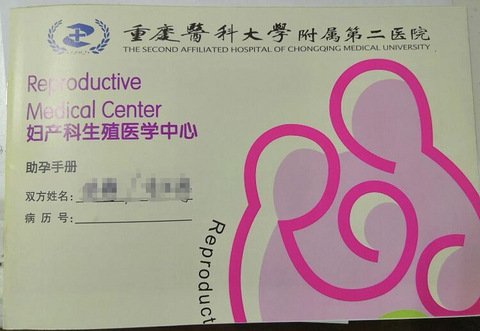 重慶醫科大學附属第二医院
THE SECOND AFFILIATED HOSPITAL OF CHONGQING MEDICAL UNIVERSITY
Reproductive
Medical Center
妇产科生殖医学中心
助孕手册
双方姓名:
病 历 号:
Reproduct